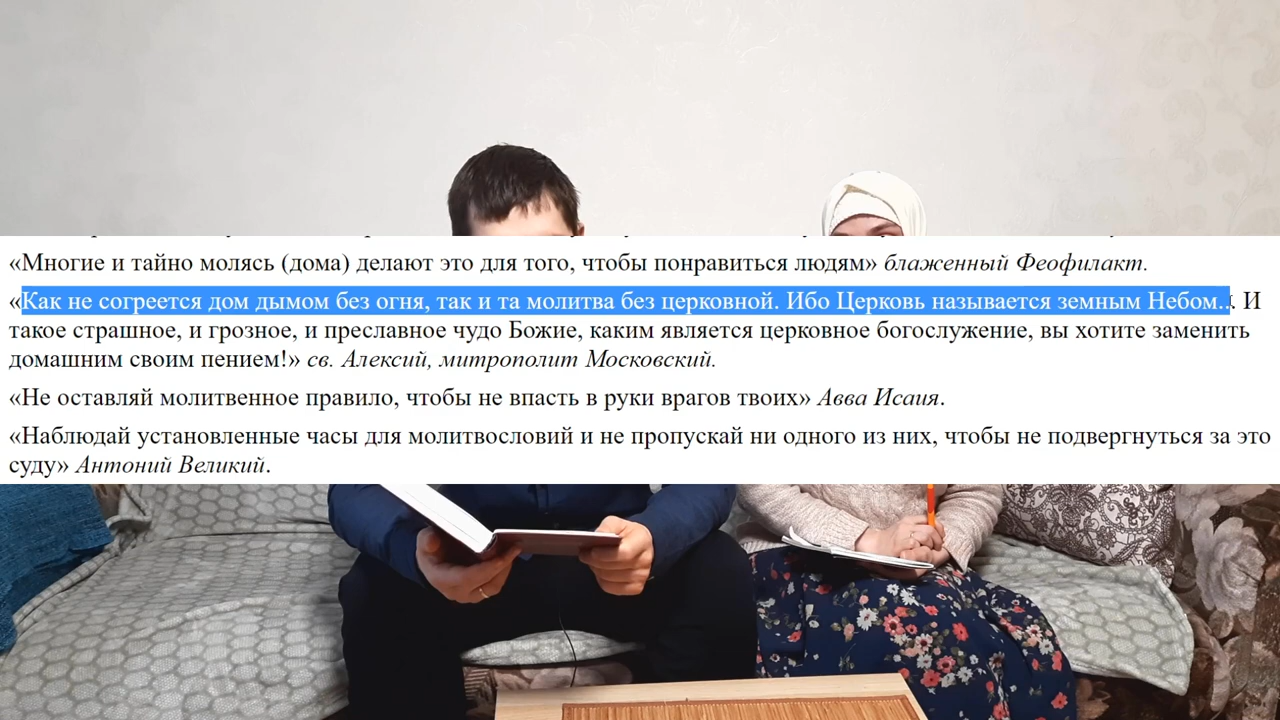 «Многие и тайно молясь (дома) делают это для того, чтобы понравиться людям» блаженный Феофилакт.
«Как не согреется дом дымом без огня, так и та молитва без церковной. Ибо Церковь называется земным Небом... И
такое страшное, и грозное, и преславное чудо Божие, каким является церковное богослужение, вы хотите заменить
домашним своим пением!» св. Алексий, митрополит Московский.
«Не оставляй молитвенное правило, чтобы не впасть в руки врагов твоих» Авва Исаия.
«Наблюдай установленные часы для молитвословий и не пропускай ни одного из них, чтобы не подвергнуться за это
суду» Антоний Великий.